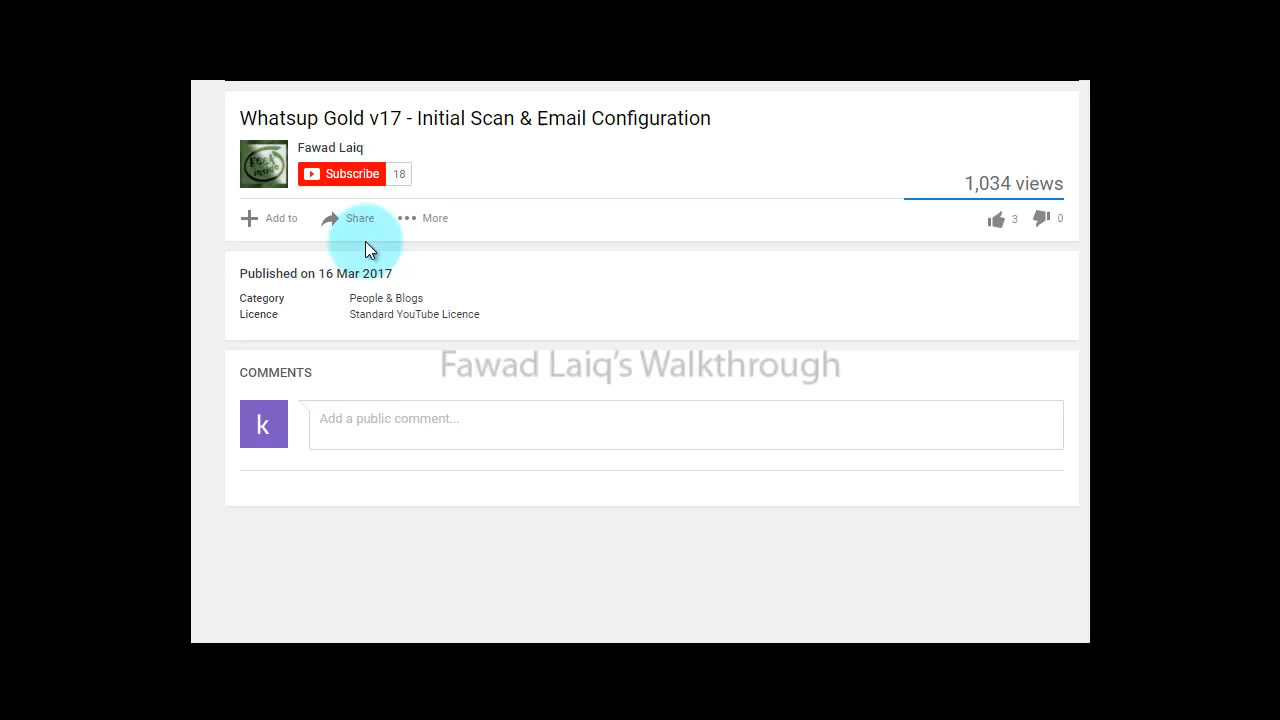 Whatsup Gold v17 - Initial Scan & Email Configuration
Geek inside
Fawad Laiq
Subscribe 18
1,034 views
Add to Share More 3 0
Published on 16 Mar 2017
Category People & Blogs
Licence Standard YouTube Licence
Fawad Laiq's Walkthrough
COMMENTS
k
Add a public comment...